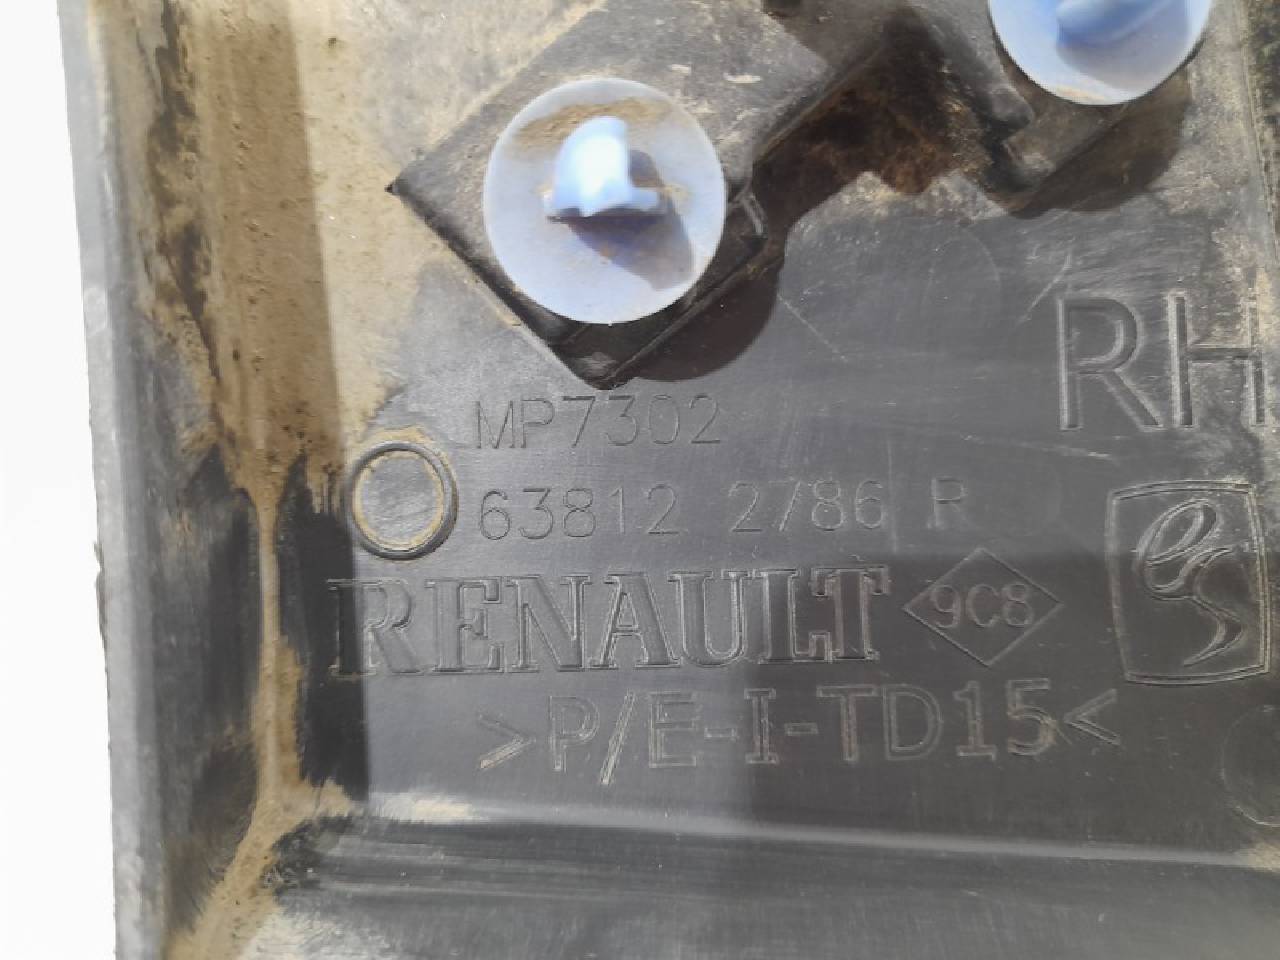 RH
MP7302
63812 2786 R
RENAULT 9C8
>P/E-I-TD15<